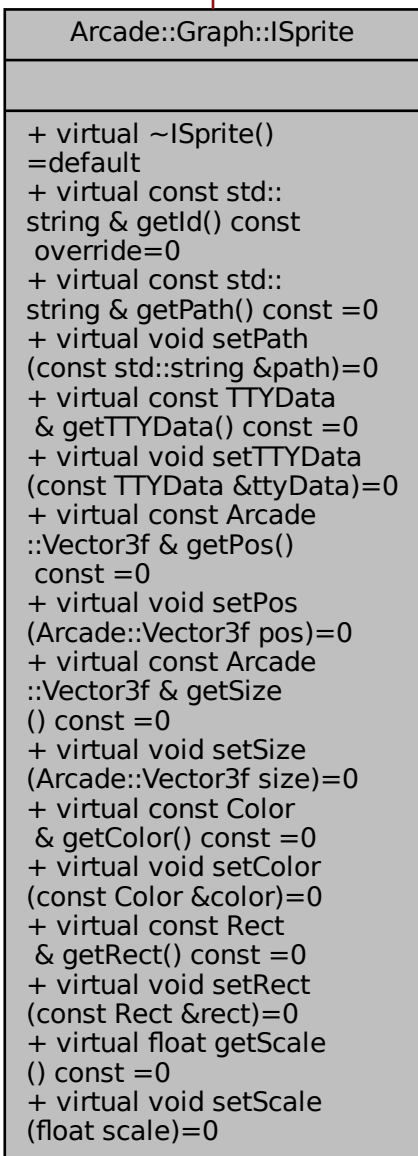 Arcade::Graph::ISprite
+ virtual ~ISprite()
=default
+ virtual const std::
string & getId() const
override=0
+ virtual const std::
string & getPath() const =0
+ virtual void setPath
(const std::string &path)=0
+ virtual const TTYData
& getTTYData() const =0
+ virtual void setTTYData
(const TTYData &ttyData)=0
+ virtual const Arcade
::Vector3f & getPos()
const =0
+ virtual void setPos
(Arcade::Vector3f pos)=0
+ virtual const Arcade
::Vector3f & getSize
() const =0
+ virtual void setSize
(Arcade::Vector3f size)=0
+ virtual const Color
& getColor() const =0
+ virtual void setColor
(const Color &color)=0
+ virtual const Rect
& getRect() const =0
+ virtual void setRect
(const Rect &rect)=0
+ virtual float getScale
() const =0
+ virtual void setScale
(float scale)=0